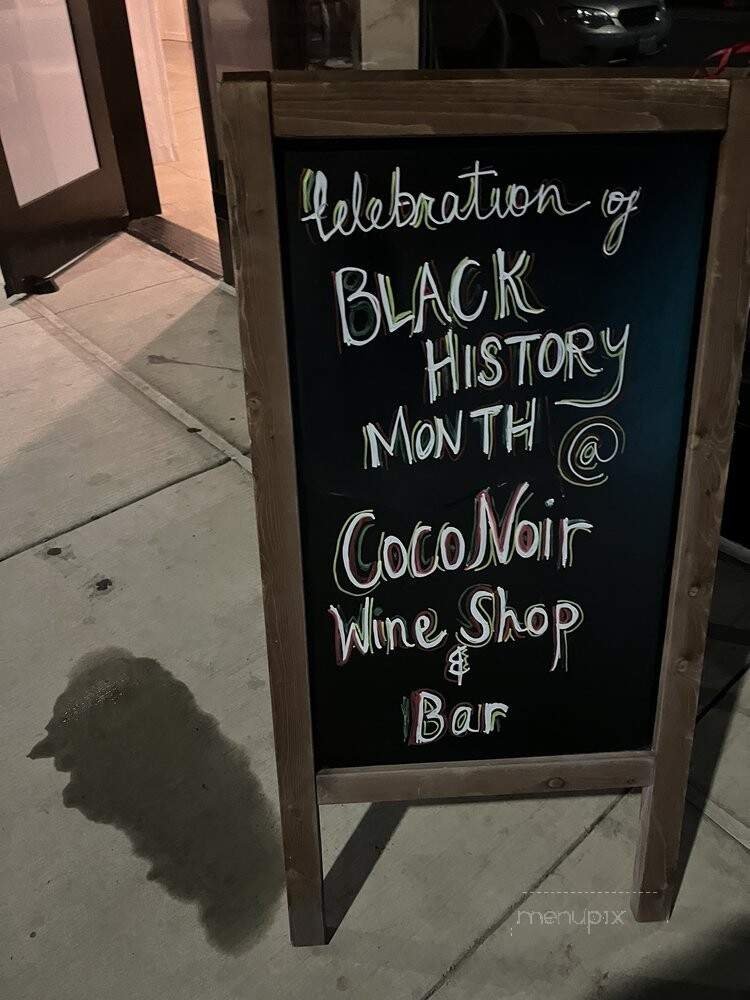 Celebration of
BLACK
HISTORY
MONTH @
CocoNoir
Wine Shop
&
Bar
menupix